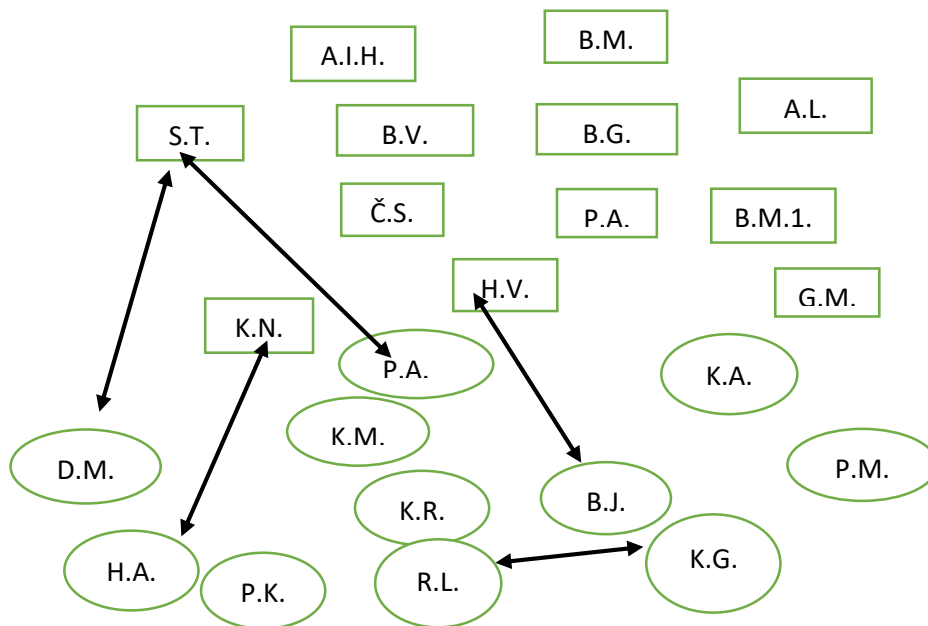 B.M.
A.I.H.
A.L.
S.T.
B.V.
B.G.
Č.S.
P.A.
B.M.1.
H.V.
G.M.
K.N.
P.A.
K.A.
K.M.
D.M.
P.M.
B.J.
K.R.
K.G.
H.A.
R.L.
P.K.